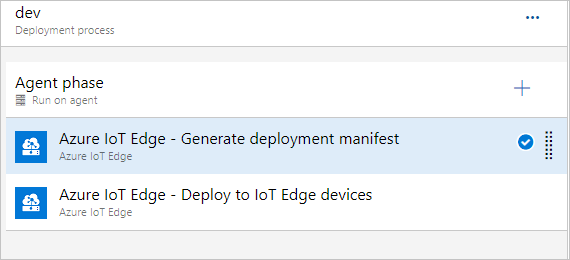 dev
Deployment process
Agent phase
Run on agent
Azure IoT Edge - Generate deployment manifest
Azure IoT Edge
Azure IoT Edge - Deploy to IoT Edge devices
Azure IoT Edge